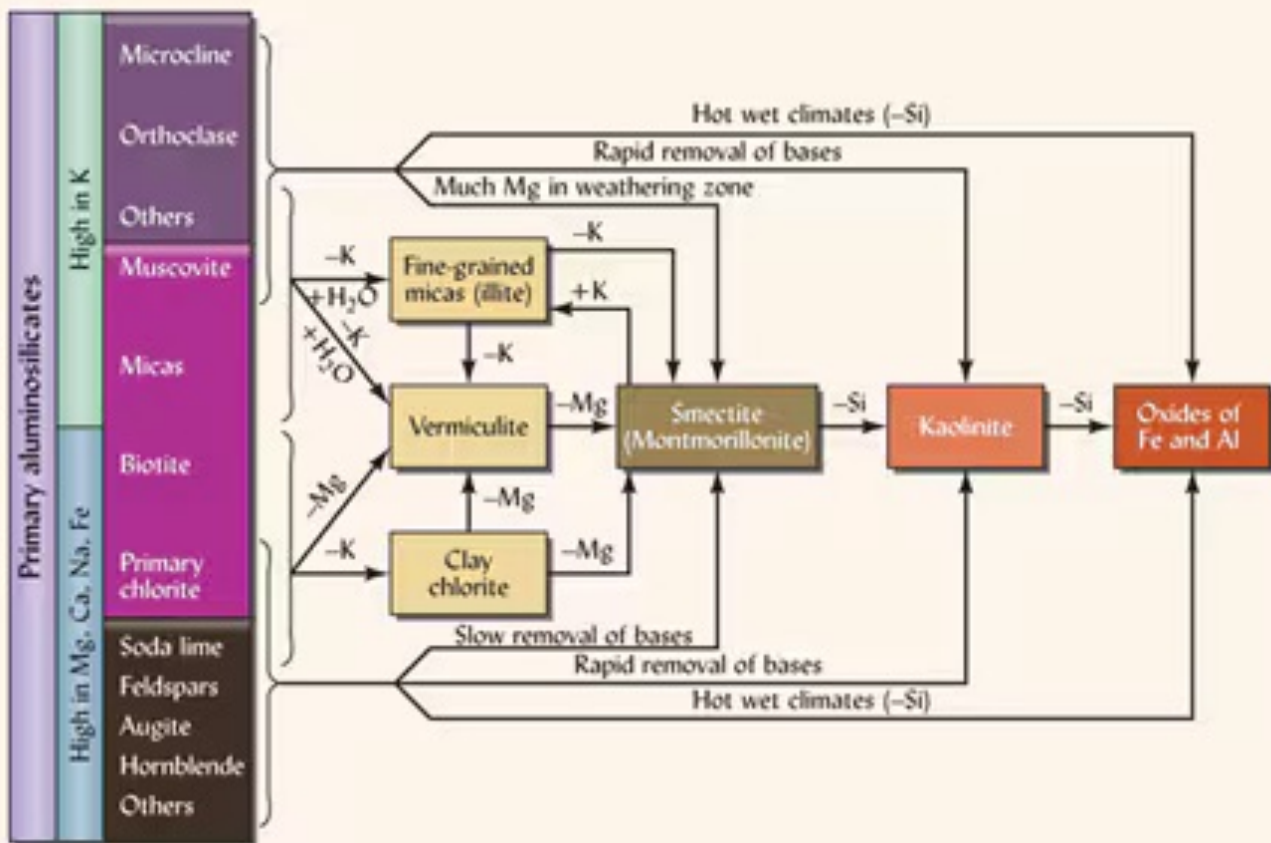 Primary aluminosilicates
High in K
High in Mg, Ca, Na, Fe
Microcline
Orthoclase
Others
Muscovite
Micas
Biotite
Primary
chlorite
Soda lime
Feldspars
Augite
Hornblende
Others
Hot wet climates (–Si)
Rapid removal of bases
Much Mg in weathering zone
–K
+H₂O
–K
+H₂O
Fine-grained
micas (illite)
–K
+K
–K
Vermiculite
–Mg
Smectite
(Montmorillonite)
–Si
Kaolinite
–Si
Oxides of
Fe and Al
–Mg
–Mg
–K
Clay
chlorite
–Mg
Slow removal of bases
Rapid removal of bases
Hot wet climates (–Si)